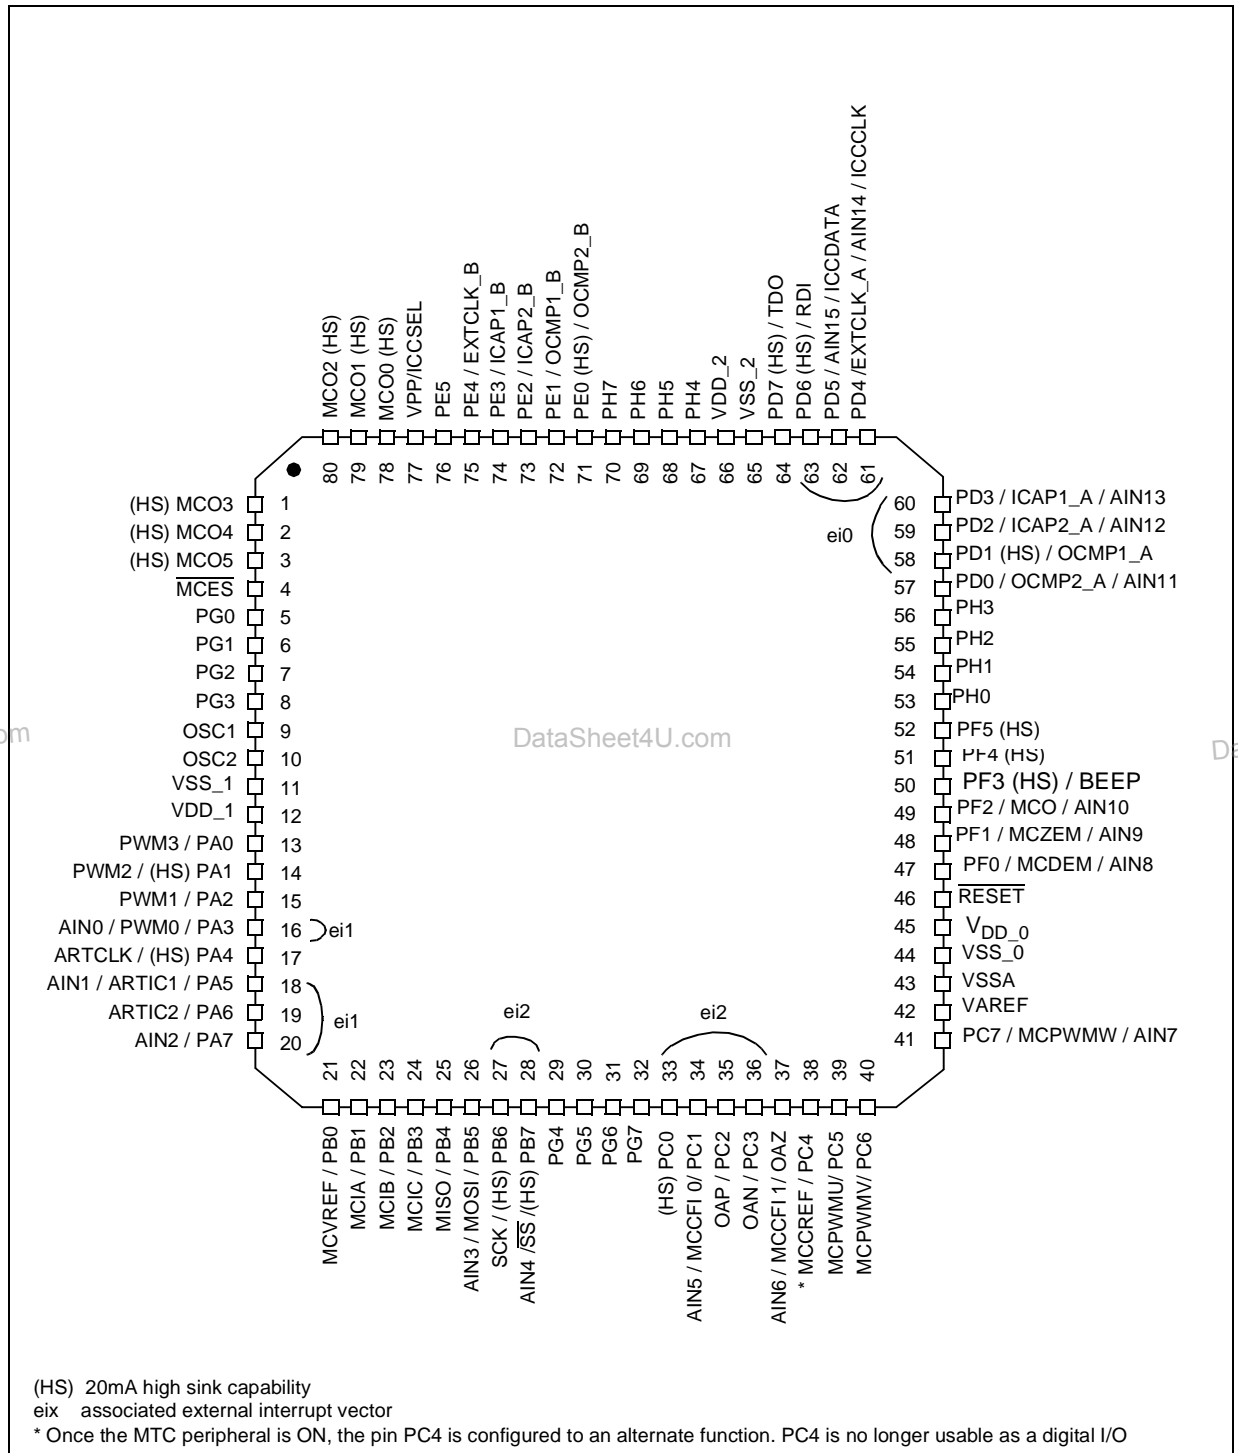 MCO2 (HS)
MCO1 (HS)
MCO0 (HS)
VPP/ICCSEL
PE5
PE4 / EXTCLK_B
PE3 / ICAP1_B
PE2 / ICAP2_B
PE1 / OCMP1_B
PE0 (HS) / OCMP2_B
PH7
PH6
PH5
PH4
VDD_2
VSS_2
PD7 (HS) / TDO
PD6 (HS) / RDI
PD5 / AIN15 / ICCDATA
PD4 /EXTCLK_A / AIN14 / ICCCLK
80 79 78 77 76 75 74 73 72 71 70 69 68 67 66 65 64 63 62 61
(HS) MCO3 1
(HS) MCO4 2
(HS) MCO5 3
MCES 4
PG0 5
PG1 6
PG2 7
PG3 8
OSC1 9
OSC2 10
VSS_1 11
VDD_1 12
PWM3 / PA0 13
PWM2 / (HS) PA1 14
PWM1 / PA2 15
AIN0 / PWM0 / PA3 16 ei1
ARTCLK / (HS) PA4 17
AIN1 / ARTIC1 / PA5 18
ARTIC2 / PA6 19
AIN2 / PA7 20
ei1
ei0
60 PD3 / ICAP1_A / AIN13
59 PD2 / ICAP2_A / AIN12
58 PD1 (HS) / OCMP1_A
57 PD0 / OCMP2_A / AIN11
56 PH3
55 PH2
54 PH1
53 PH0
52 PF5 (HS)
51 PF4 (HS)
50 PF3 (HS) / BEEP
49 PF2 / MCO / AIN10
48 PF1 / MCZEM / AIN9
47 PF0 / MCDEM / AIN8
46 RESET
45 VDD_0
44 VSS_0
43 VSSA
42 VAREF
41 PC7 / MCPWMW / AIN7
om
DataSheet4U.com
Da
ei2
ei2
21 22 23 24 25 26 27 28 29 30 31 32 33 34 35 36 37 38 39 40
MCVREF / PB0
MCIA / PB1
MCIB / PB2
MCIC / PB3
MISO / PB4
AIN3 / MOSI / PB5
SCK / (HS) PB6
AIN4 /SS /(HS) PB7
PG4
PG5
PG6
PG7
(HS) PC0
AIN5 / MCCFI 0/ PC1
OAP / PC2
OAN / PC3
AIN6 / MCCFI 1/ OAZ
* MCCREF / PC4
MCPWMU/ PC5
MCPWMV/ PC6
(HS) 20mA high sink capability
eix associated external interrupt vector
* Once the MTC peripheral is ON, the pin PC4 is configured to an alternate function. PC4 is no longer usable as a digital I/O